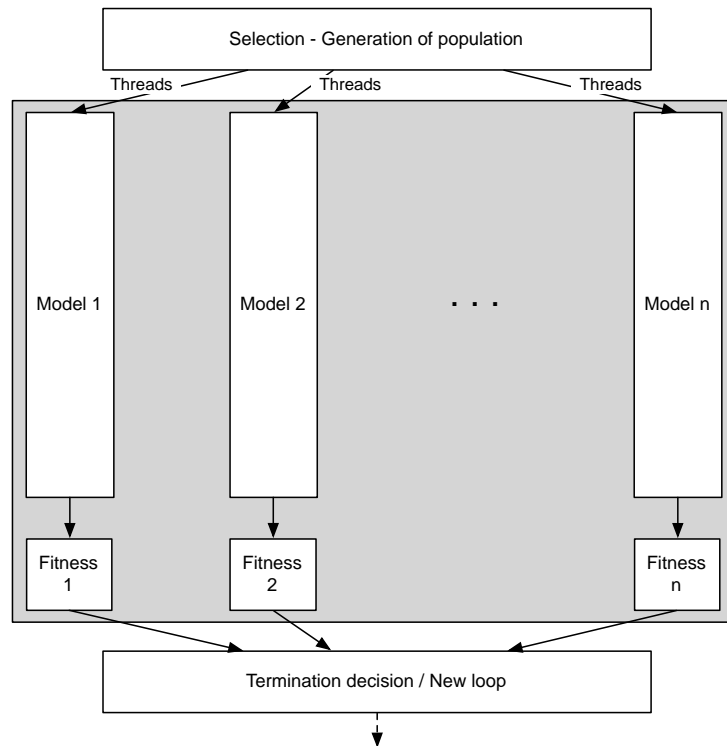 Selection - Generation of population
Threads
Threads
Threads
Model 1
Model 2
. . .
Model n
Fitness
1
Fitness
2
Fitness
n
Termination decision / New loop